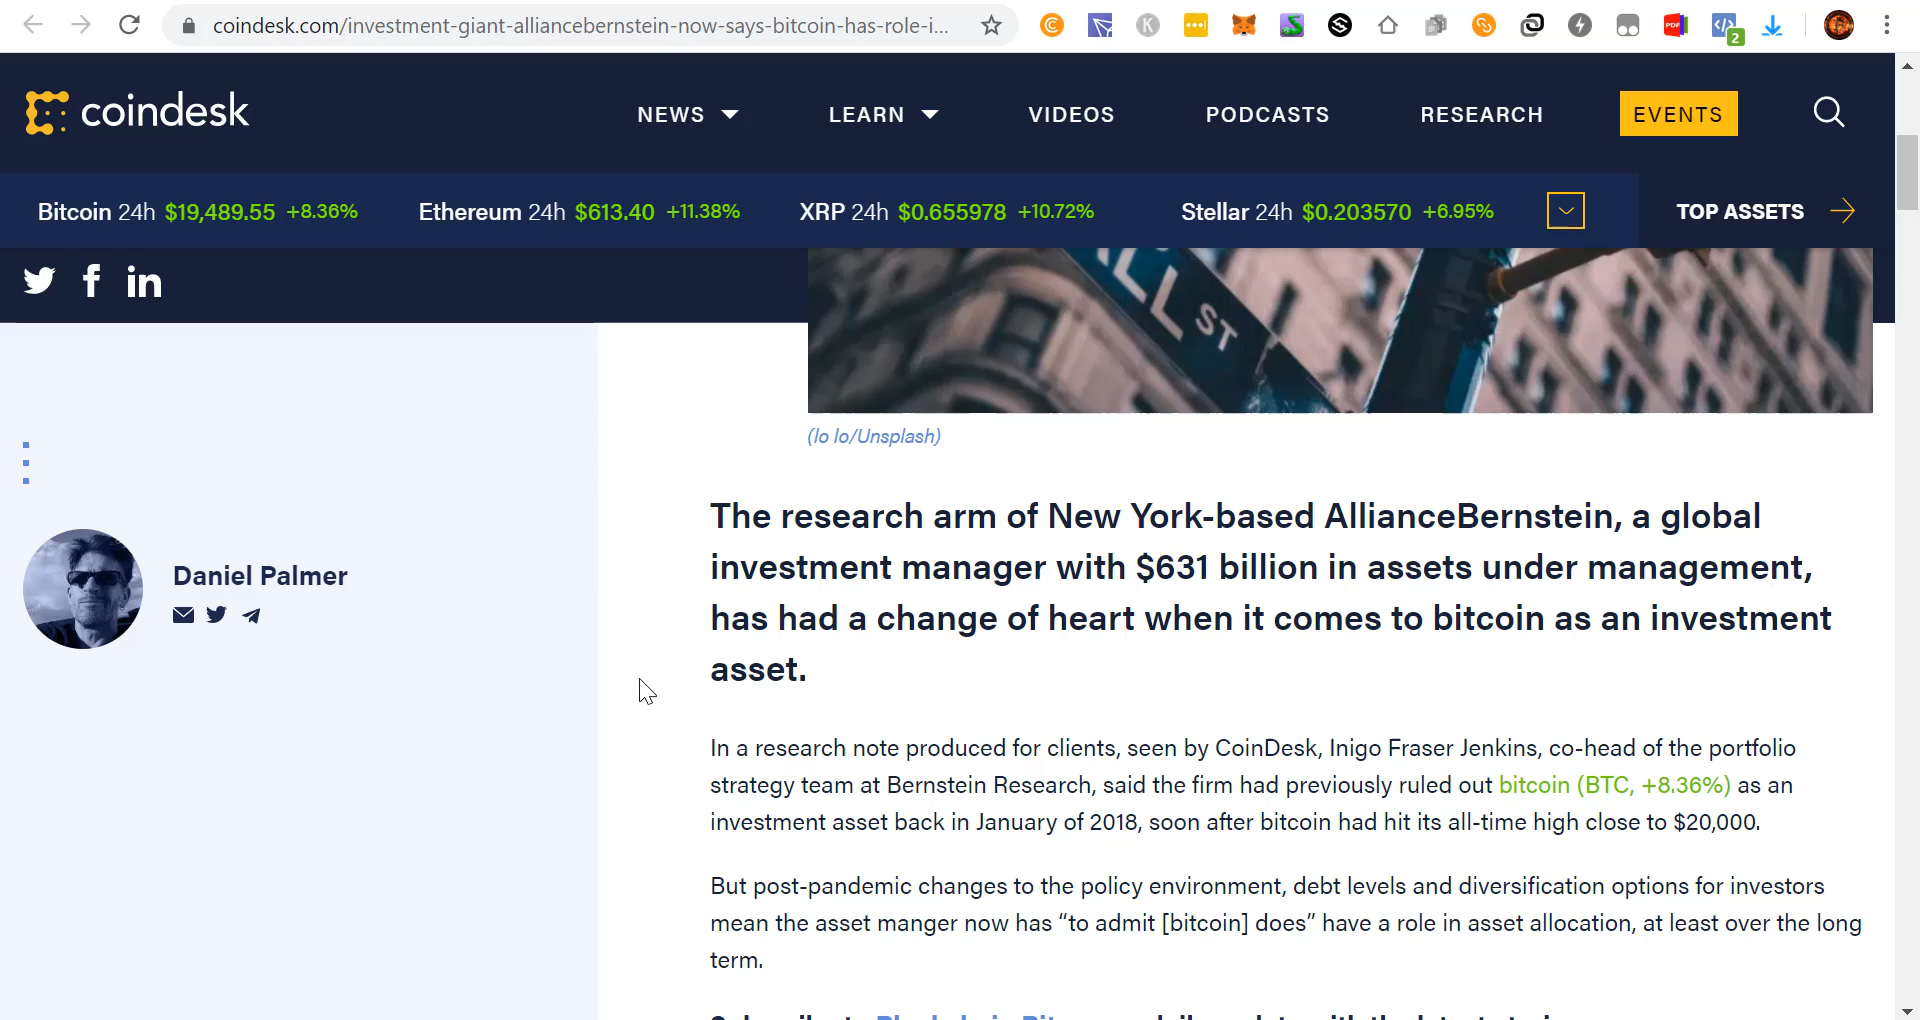 coindesk.com/investment-giant-alliancebernstein-now-says-bitcoin-has-role-i...
PDF
2
coindesk
NEWS
LEARN
VIDEOS
PODCASTS
RESEARCH
EVENTS
Bitcoin 24h $19,489.55 +8.36%
Ethereum 24h $613.40 +11.38%
XRP 24h $0.655978 +10.72%
Stellar 24h $0.203570 +6.95%
TOP ASSETS
LL ST
(lo lo/Unsplash)
Daniel Palmer
The research arm of New York-based AllianceBernstein, a global
investment manager with $631 billion in assets under management,
has had a change of heart when it comes to bitcoin as an investment
asset.
In a research note produced for clients, seen by CoinDesk, Inigo Fraser Jenkins, co-head of the portfolio
strategy team at Bernstein Research, said the firm had previously ruled out bitcoin (BTC, +8.36%) as an
investment asset back in January of 2018, soon after bitcoin had hit its all-time high close to $20,000.
But post-pandemic changes to the policy environment, debt levels and diversification options for investors
mean the asset manger now has “to admit [bitcoin] does” have a role in asset allocation, at least over the long
term.